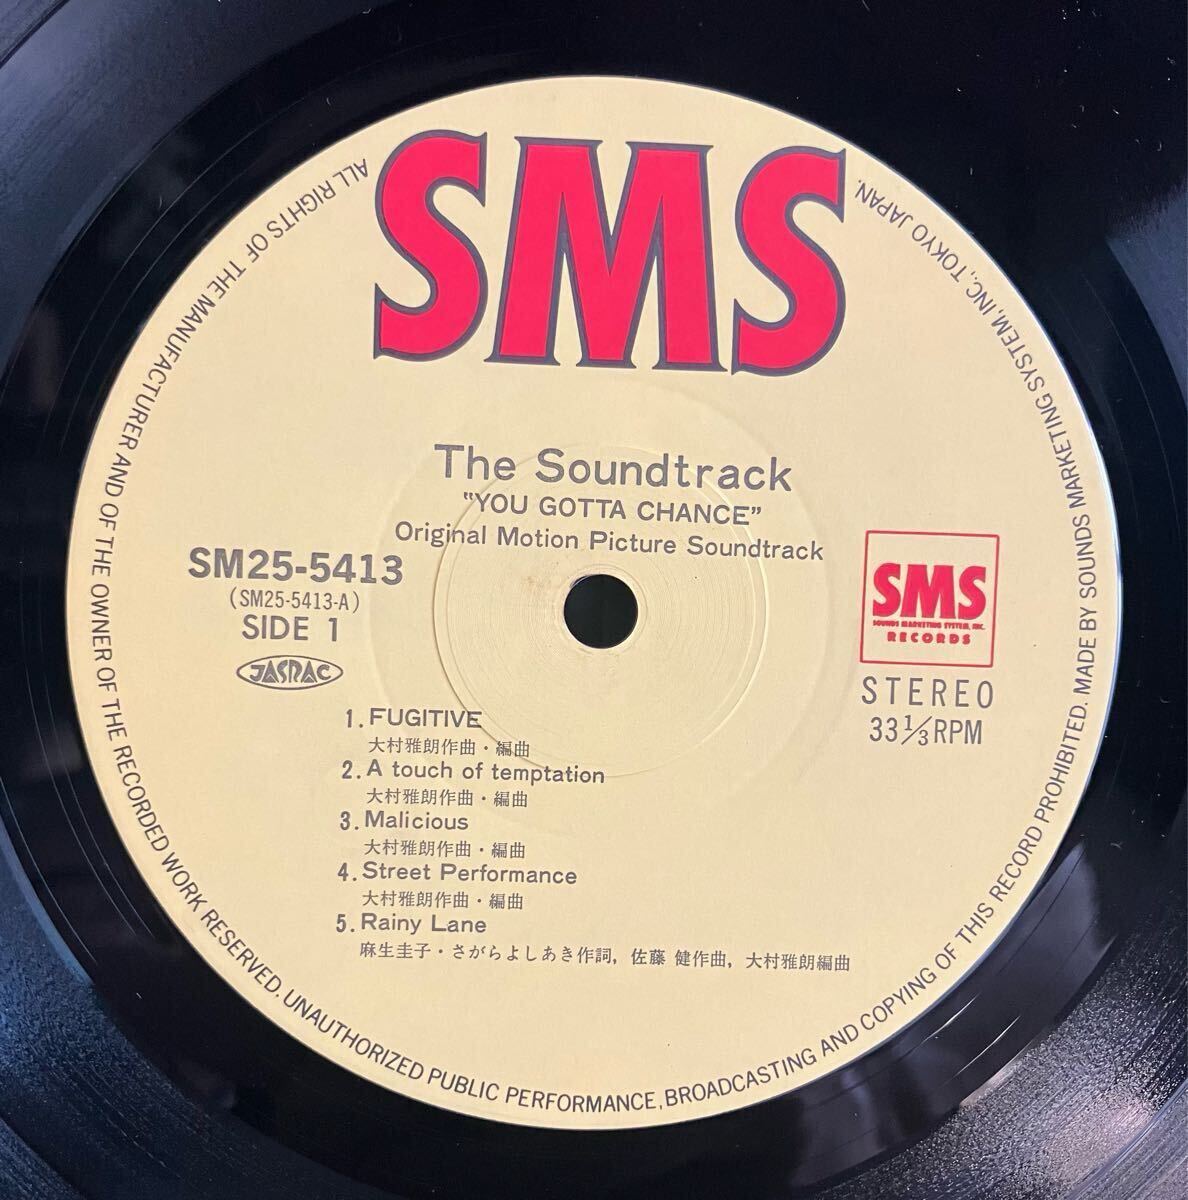 SMS
The Soundtrack
"YOU GOTTA CHANCE"
Original Motion Picture Soundtrack
SM25-5413
(SM25-5413-A)
SIDE 1
JASRAC
SMS
SOUNDS MARKETING SYSTEM, INC.
RECORDS
STEREO
33 1/3 RPM
1. FUGITIVE
大村雅朗作曲・編曲
2. A touch of temptation
大村雅朗作曲・編曲
3. Malicious
大村雅朗作曲・編曲
4. Street Performance
大村雅朗作曲・編曲
5. Rainy Lane
麻生圭子・さがらよしあき作詞, 佐藤 健作曲, 大村雅朗編曲
ALL RIGHTS OF THE MANUFACTURER AND OF THE OWNER OF THE RECORDED WORK RESERVED. UNAUTHORIZED PUBLIC PERFORMANCE, BROADCASTING AND COPYING OF THIS RECORD PROHIBITED. MADE BY SOUNDS MARKETING SYSTEM, INC., TOKYO JAPAN.